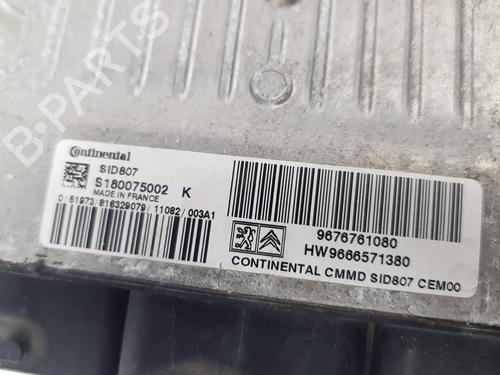 B-PARTS
Continental
SID807
S180075002 K
MADE IN FRANCE
0/51973/816329079/11082/003A1
9676761080
HW9666571380
CONTINENTAL CMMD SID807 CEM00